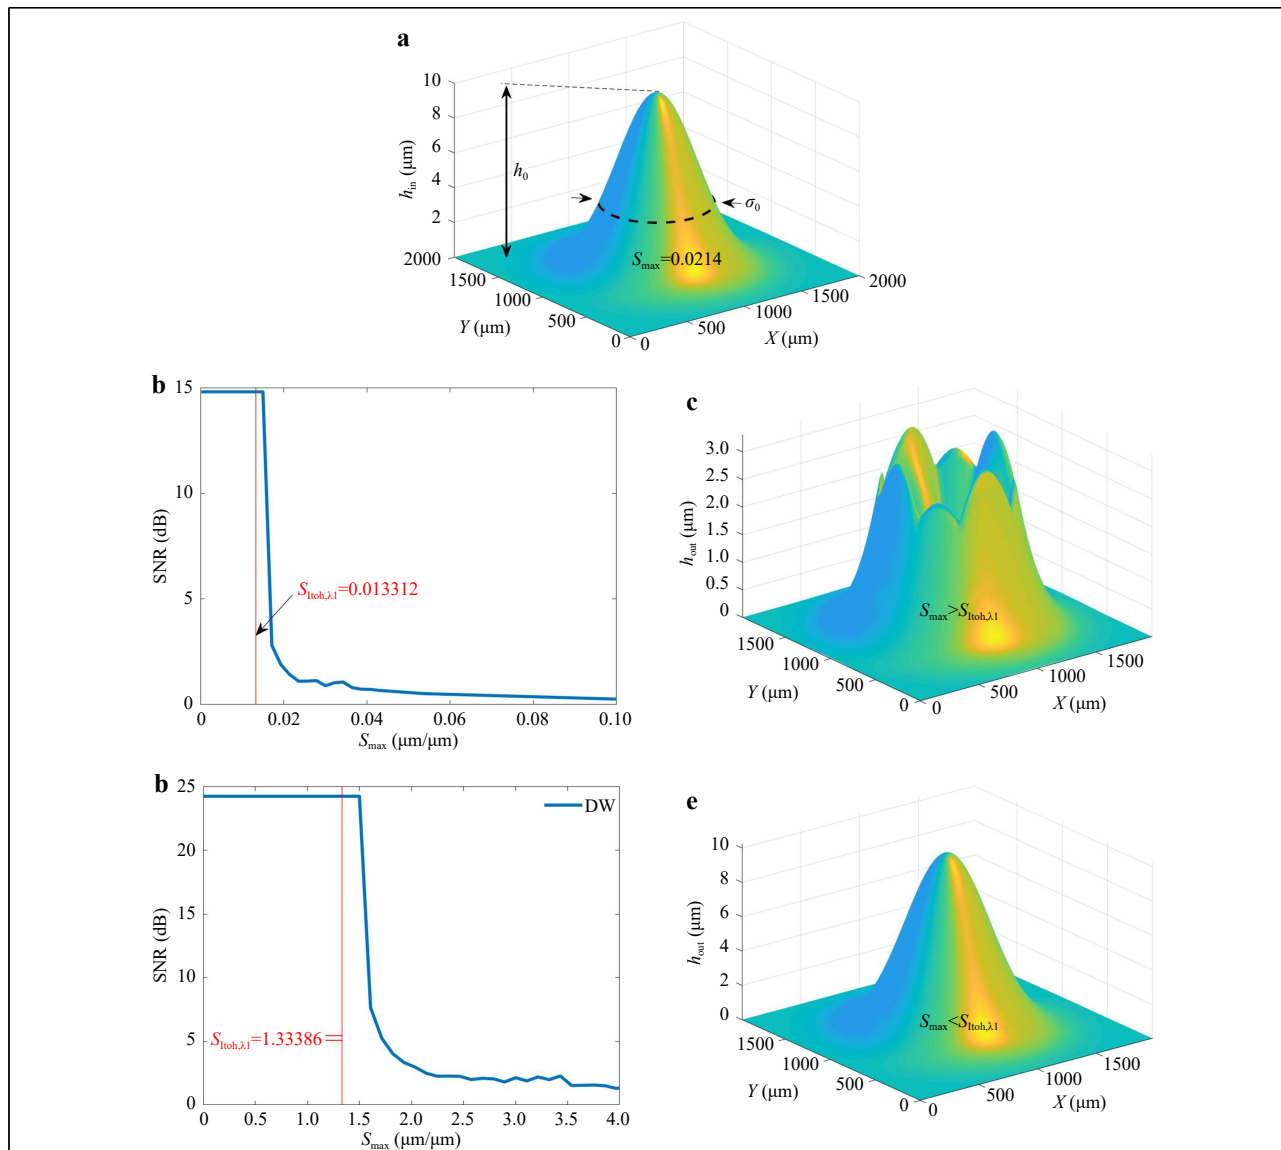 a
10
8
6
4
2
h_in (μm)
h_0
σ_0
S_max=0.0214
2000
1500
1000
500
0
Y (μm)
0
500
1000
1500
2000
X (μm)
b
15
10
5
0
SNR (dB)
S_Itoh,λ1=0.013312
0
0.02
0.04
0.06
0.08
0.10
S_max (μm/μm)
c
3.0
2.5
2.0
1.5
1.0
0.5
0
h_out (μm)
S_max>S_Itoh,λ1
1500
1000
500
0
Y (μm)
0
500
1000
1500
X (μm)
b
25
20
25
10
5
0
SNR (dB)
DW
S_Itoh,λ1=1.33386
0
0.5
1.0
1.5
2.0
2.5
3.0
3.5
4.0
S_max (μm/μm)
e
10
8
6
4
2
0
h_out (μm)
S_max<S_Itoh,λ1
1500
1000
500
0
Y (μm)
0
500
1000
1500
X (μm)